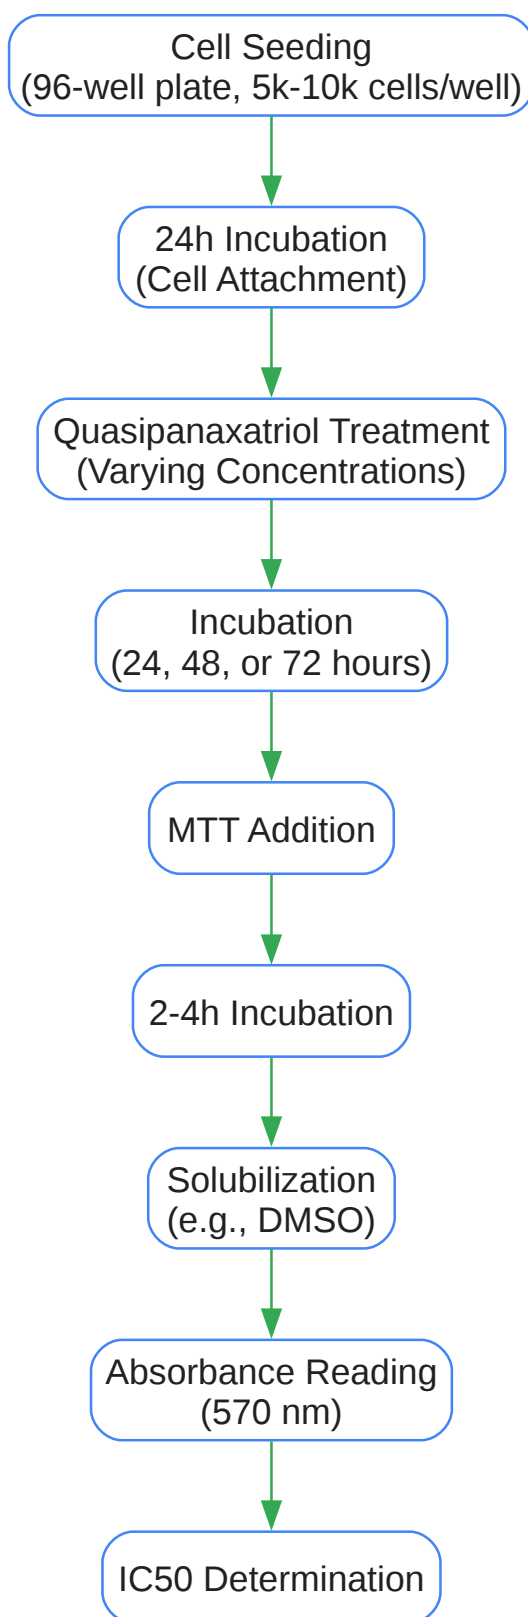 Cell Seeding
(96-well plate, 5k-10k cells/well)
24h Incubation
(Cell Attachment)
Quasipanaxatriol Treatment
(Varying Concentrations)
Incubation
(24, 48, or 72 hours)
MTT Addition
2-4h Incubation
Solubilization
(e.g., DMSO)
Absorbance Reading
(570 nm)
IC50 Determination